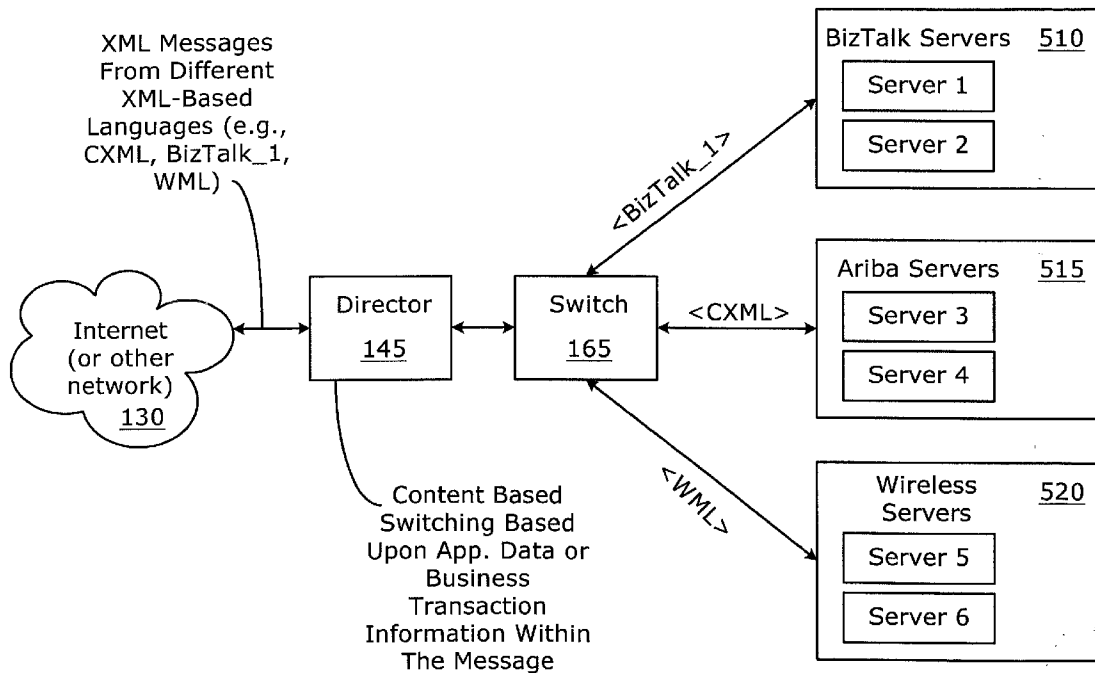 XML Messages
From Different
XML-Based
Languages (e.g.,
CXML, BizTalk_1,
WML)
Internet
(or other
network)
130
Director
145
Content Based
Switching Based
Upon App. Data or
Business
Transaction
Information Within
The Message
Switch
165
<BizTalk_1>
<CXML>
<WML>
BizTalk Servers 510
Server 1
Server 2
Ariba Servers 515
Server 3
Server 4
Wireless 520
Servers
Server 5
Server 6